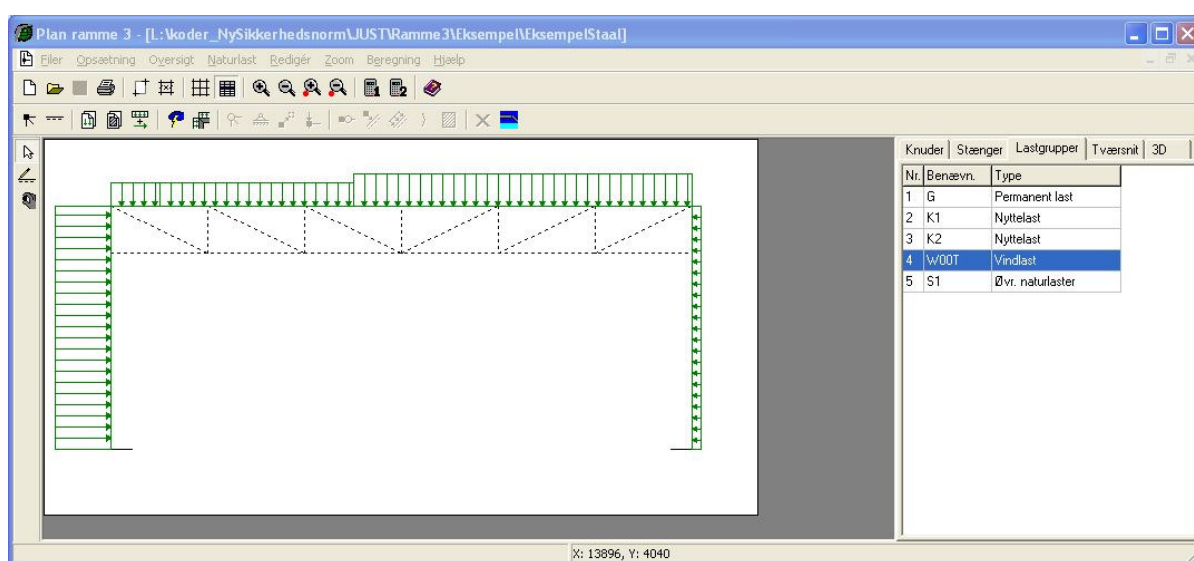 Plan ramme 3 - [L:\koder_NySikkerhedsnorm\JUST\Ramme3\Eksempel\EksempelStaal]
Filer Opsætning Oversigt Naturlast Redigér Zoom Beregning Hjælp
Knuder Stænger Lastgrupper Tværsnit 3D
Nr. Benævn. Type
1 G Permanent last
2 K1 Nyttelast
3 K2 Nyttelast
4 W00T Vindlast
5 S1 Øvr. naturlaster
X: 13896, Y: 4040